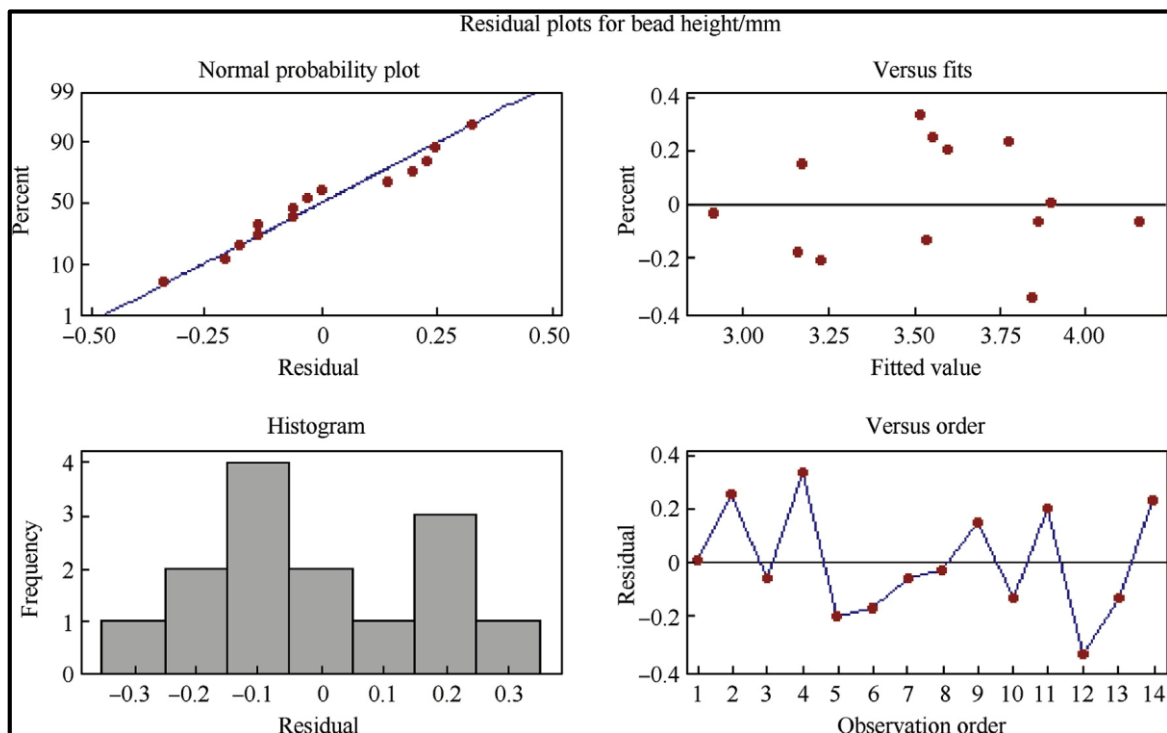 Residual plots for bead height/mm
Normal probability plot
99
90
50
10
1
Percent
−0.50 −0.25 0 0.25 0.50
Residual
Versus fits
0.4
0.2
0
−0.2
−0.4
Percent
3.00 3.25 3.50 3.75 4.00
Fitted value
Histogram
4
3
2
1
0
Frequency
−0.3 −0.2 −0.1 0 0.1 0.2 0.3
Residual
Versus order
0.4
0.2
0
−0.2
−0.4
Residual
1 2 3 4 5 6 7 8 9 10 11 12 13 14
Observation order